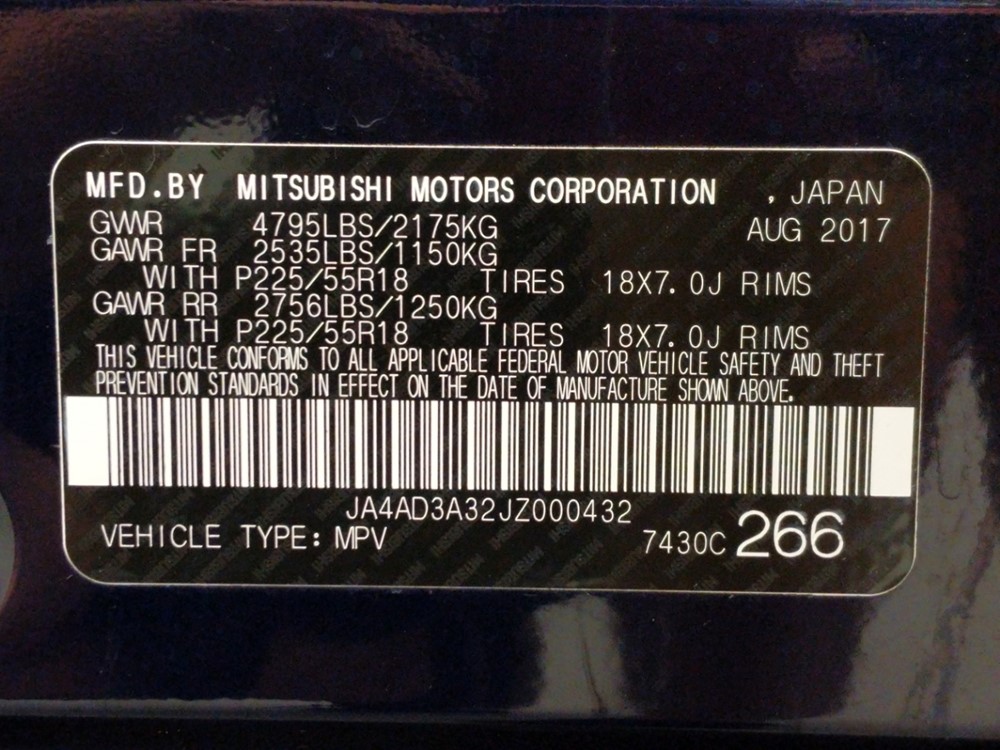 MFD.BY MITSUBISHI MOTORS CORPORATION , JAPAN
GVWR 4795LBS/2175KG AUG 2017
GAWR FR 2535LBS/1150KG
WITH P225/55R18 TIRES 18X7.0J RIMS
GAWR RR 2756LBS/1250KG
WITH P225/55R18 TIRES 18X7.0J RIMS
THIS VEHICLE CONFORMS TO ALL APPLICABLE FEDERAL MOTOR VEHICLE SAFETY AND THEFT
PREVENTION STANDARDS IN EFFECT ON THE DATE OF MANUFACTURE SHOWN ABOVE.
JA4AD3A32JZ000432
VEHICLE TYPE: MPV 7430C 266